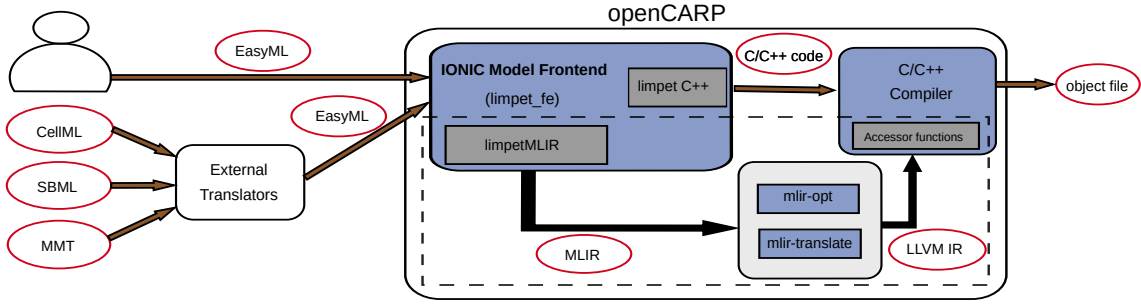 openCARP
EasyML
IONIC Model Frontend
(limpet_fe)
limpet C++
limpetMLIR
C/C++ code
C/C++
Compiler
Accessor functions
object file
EasyML
CellML
SBML
MMT
External
Translators
mlir-opt
mlir-translate
MLIR
LLVM IR